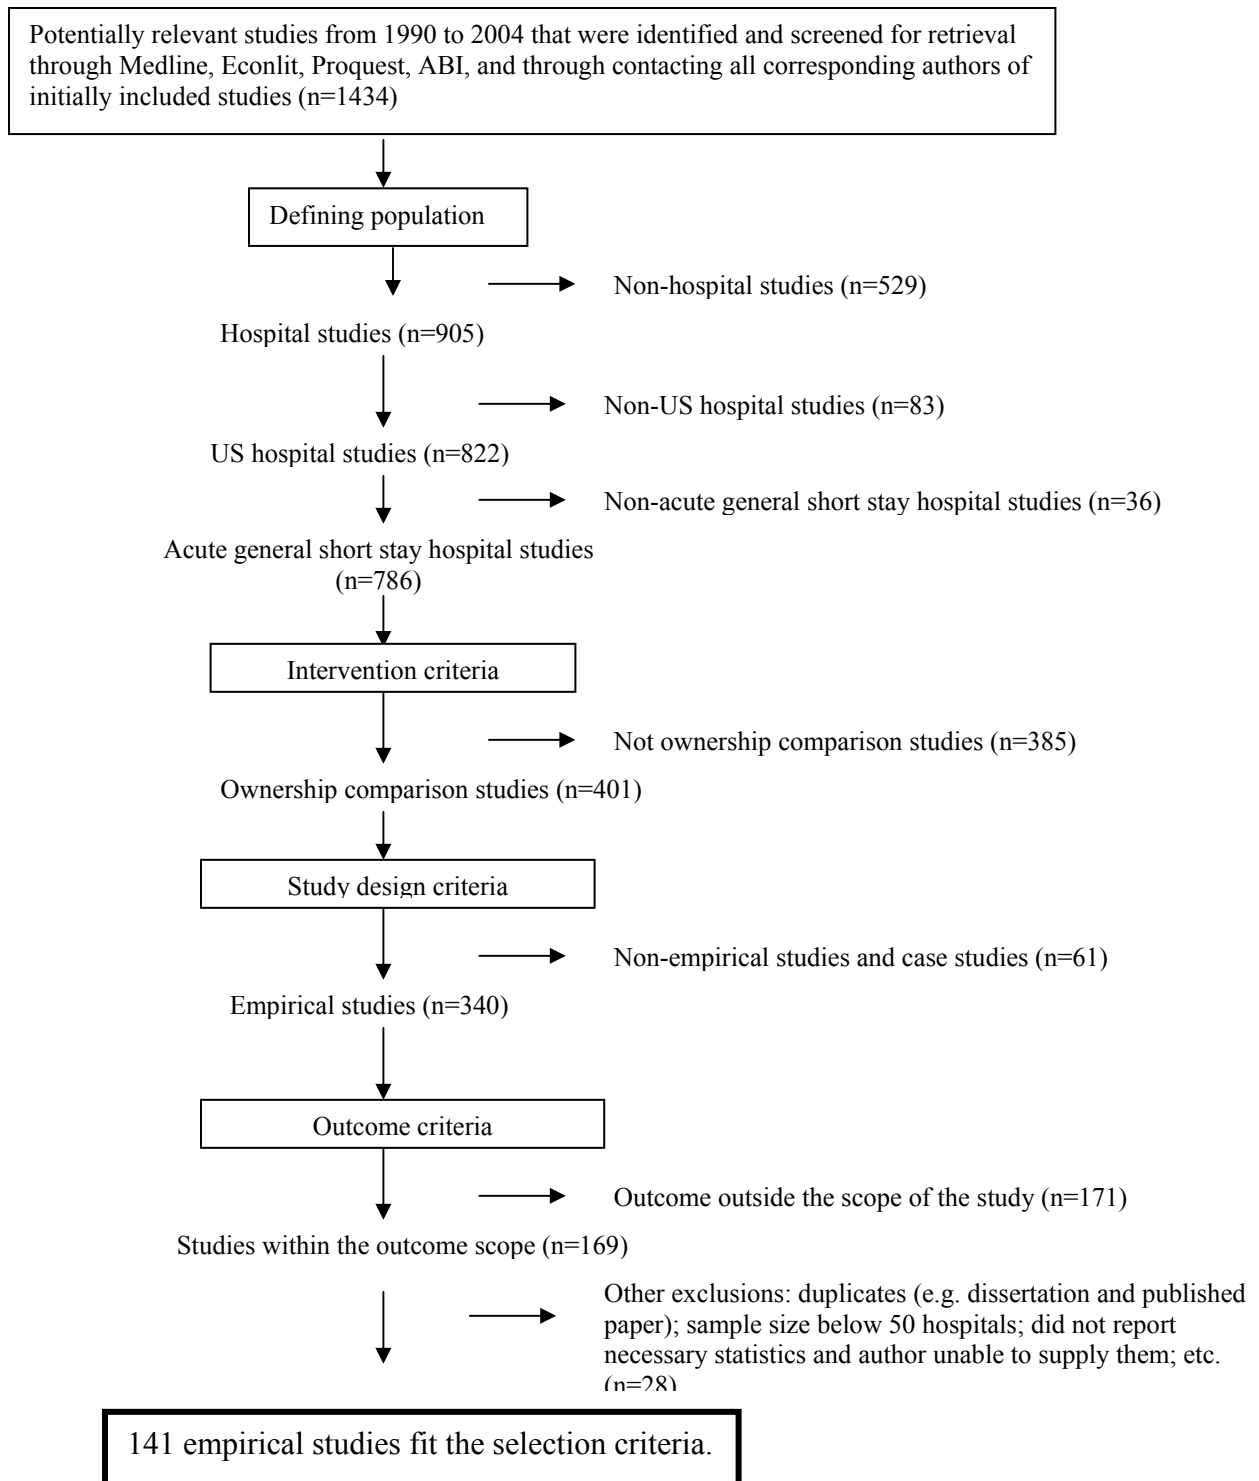 Potentially relevant studies from 1990 to 2004 that were identified and screened for retrieval
through Medline, Econlit, Proquest, ABI, and through contacting all corresponding authors of
initially included studies (n=1434)
Defining population
Non-hospital studies (n=529)
Hospital studies (n=905)
Non-US hospital studies (n=83)
US hospital studies (n=822)
Non-acute general short stay hospital studies (n=36)
Acute general short stay hospital studies
(n=786)
Intervention criteria
Not ownership comparison studies (n=385)
Ownership comparison studies (n=401)
Study design criteria
Non-empirical studies and case studies (n=61)
Empirical studies (n=340)
Outcome criteria
Outcome outside the scope of the study (n=171)
Studies within the outcome scope (n=169)
Other exclusions: duplicates (e.g. dissertation and published
paper); sample size below 50 hospitals; did not report
necessary statistics and author unable to supply them; etc.
(n=28)
141 empirical studies fit the selection criteria.